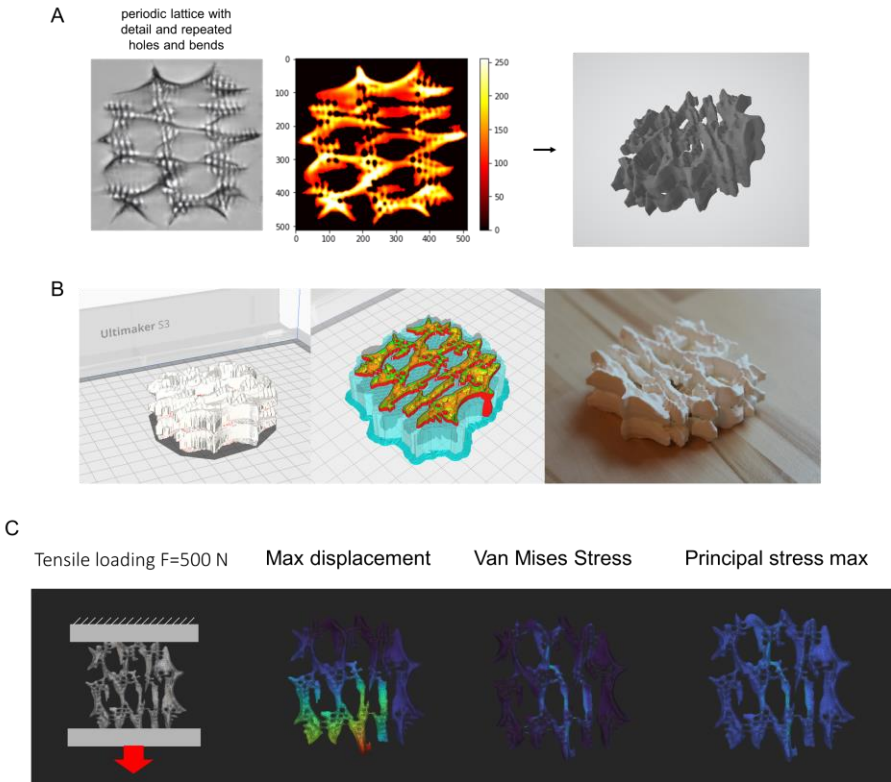 A
periodic lattice with
detail and repeated
holes and bends
0
100
200
300
400
500
0 100 200 300 400 500
250
200
150
100
50
0
B
Ultimaker S3
C
Tensile loading F=500 N
Max displacement
Van Mises Stress
Principal stress max